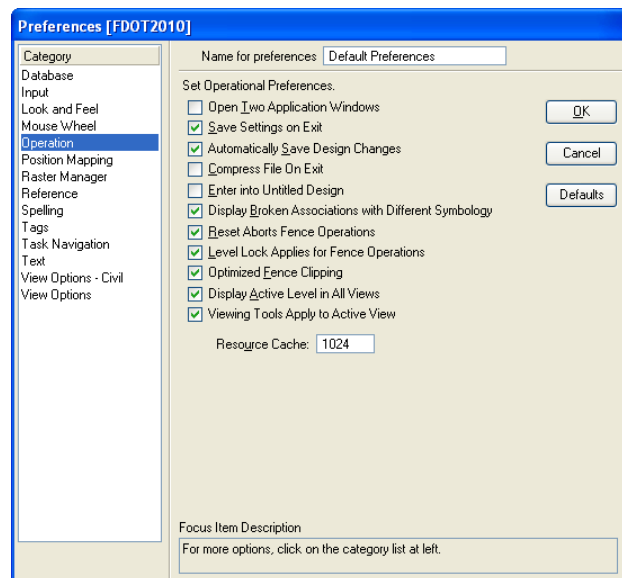 Preferences [FDOT2010]
Category
Database
Input
Look and Feel
Mouse Wheel
Operation
Position Mapping
Raster Manager
Reference
Spelling
Tags
Task Navigation
Text
View Options - Civil
View Options
Name for preferences Default Preferences
Set Operational Preferences.
Open Two Application Windows
Save Settings on Exit
Automatically Save Design Changes
Compress File On Exit
Enter into Untitled Design
Display Broken Associations with Different Symbology
Reset Aborts Fence Operations
Level Lock Applies for Fence Operations
Optimized Fence Clipping
Display Active Level in All Views
Viewing Tools Apply to Active View
Resource Cache: 1024
OK
Cancel
Defaults
Focus Item Description
For more options, click on the category list at left.